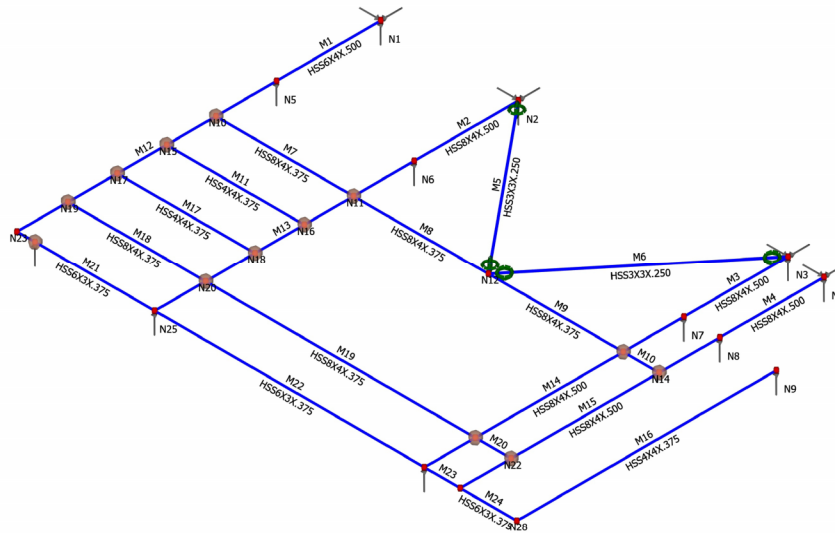 M1
HSS6X4X.500
N1
N5
N10
M2
HSS8X4X.500
N2
N6
M12
N15
M7
HSS8X4X.375
M5
HSS3X3X.250
N17
M11
HSS4X4X.375
N11
N19
M17
HSS4X4X.375
M13
N16
M8
HSS8X4X.375
M6
HSS3X3X.250
N3
N
N23
M18
HSS8X4X.375
N18
N12
M3
HSS8X4X.500
M4
HSS8X4X.500
M21
HSS6X3X.375
N20
M9
HSS8X4X.375
N7
N8
N25
M19
HSS8X4X.375
M14
HSS8X4X.500
M10
N14
N9
M22
HSS6X3X.375
M15
HSS8X4X.500
M16
HSS4X4X.375
M20
N22
M23
M24
HSS6X3X.375
N28